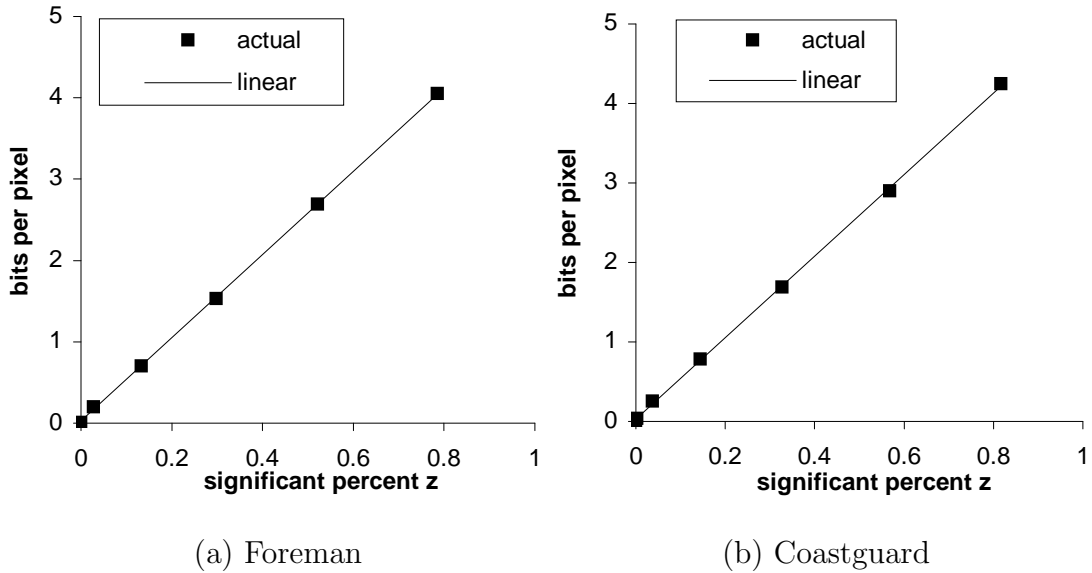 5
4
3
2
1
0
bits per pixel
actual
linear
0 0.2 0.4 0.6 0.8 1
significant percent z
(a) Foreman
5
4
3
2
1
0
bits per pixel
actual
linear
0 0.2 0.4 0.6 0.8 1
significant percent z
(b) Coastguard